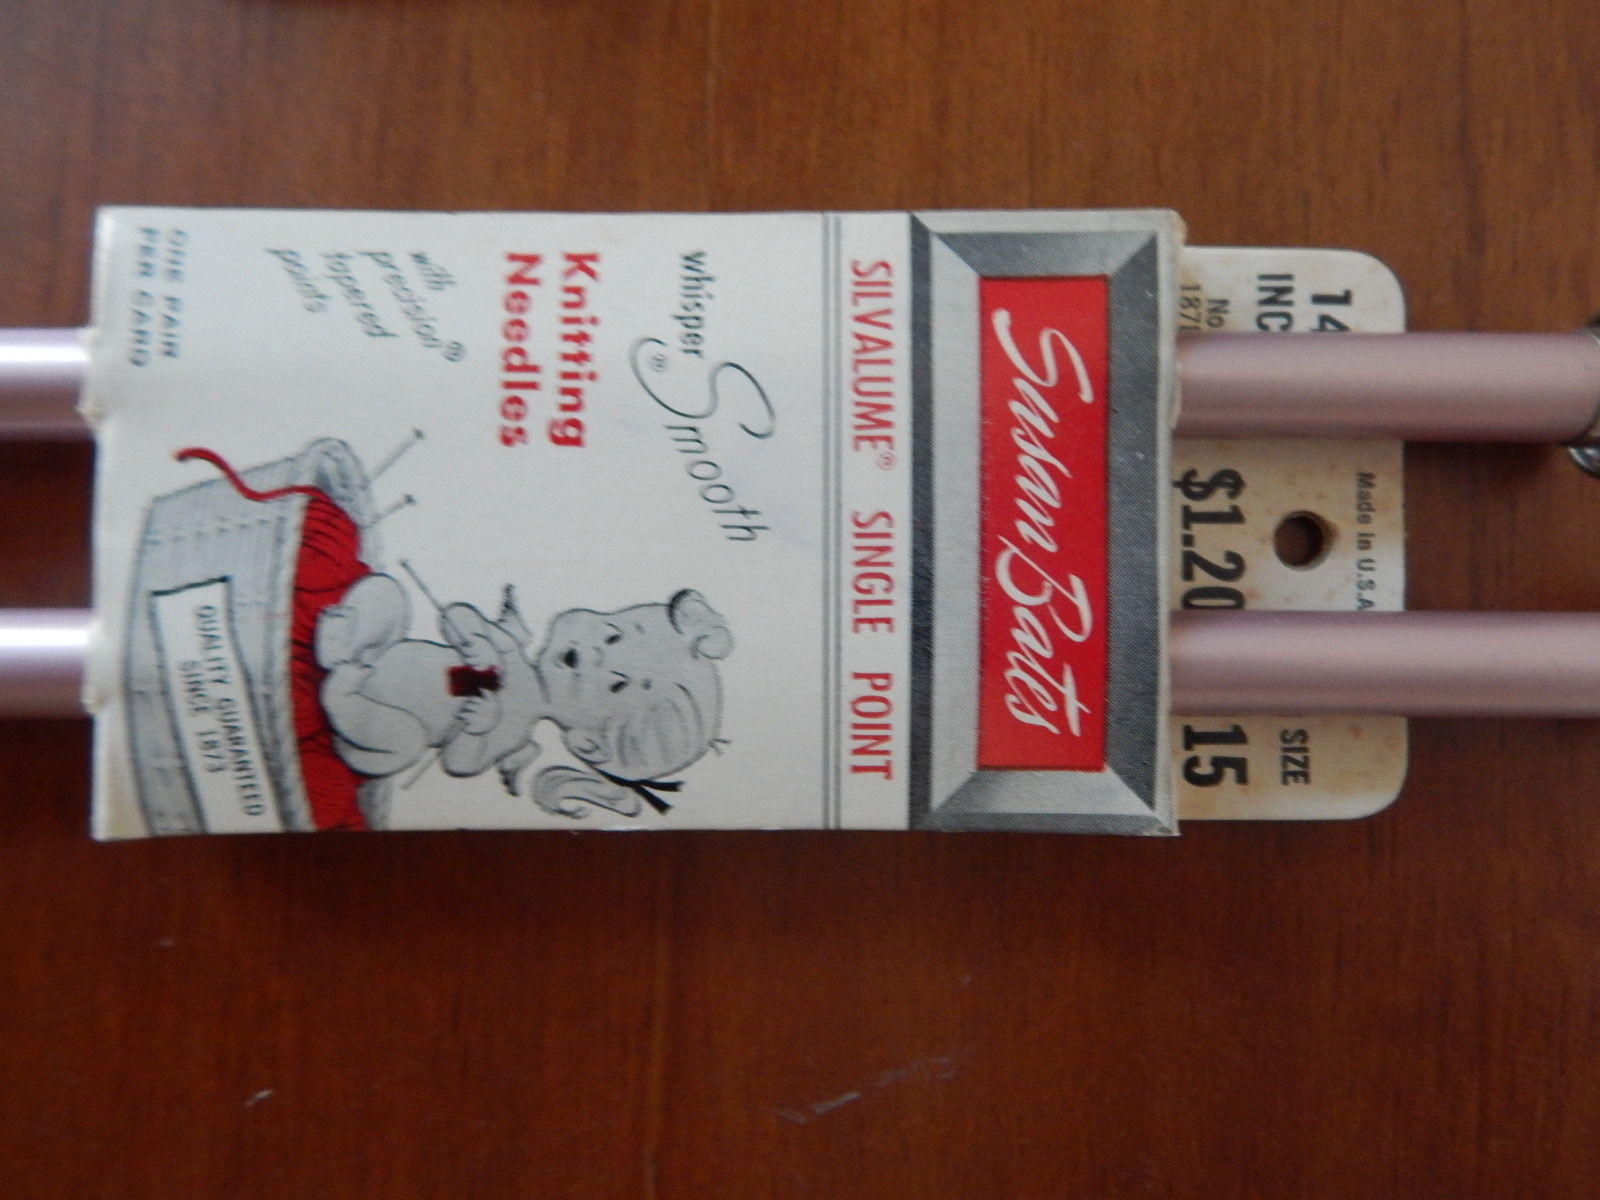 14
INC
No
187
Made in U.S.A
$1.20
SIZE
15
Susan Bates
SILVALUME® SINGLE POINT
whisper
Smooth
®
Knitting
Needles
with
precision®
tapered
points
QUALITY GUARANTEED
SINCE 1873
ONE PAIR
PER CARD